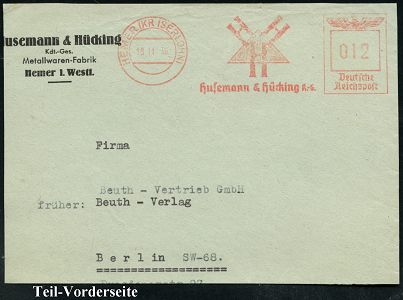 Husemann & Hücking
Kdt.-Ges.
Metallwaren-Fabrik
Hemer i. Westf.
HEMER (KR ISERLOHN)
Husemann & Hücking K.-G.
012
Deutsche
Reichspost
Firma
Beuth - Vertrieb GmbH
früher: Beuth - Verlag
Berlin SW-68.
Teil-Vorderseite